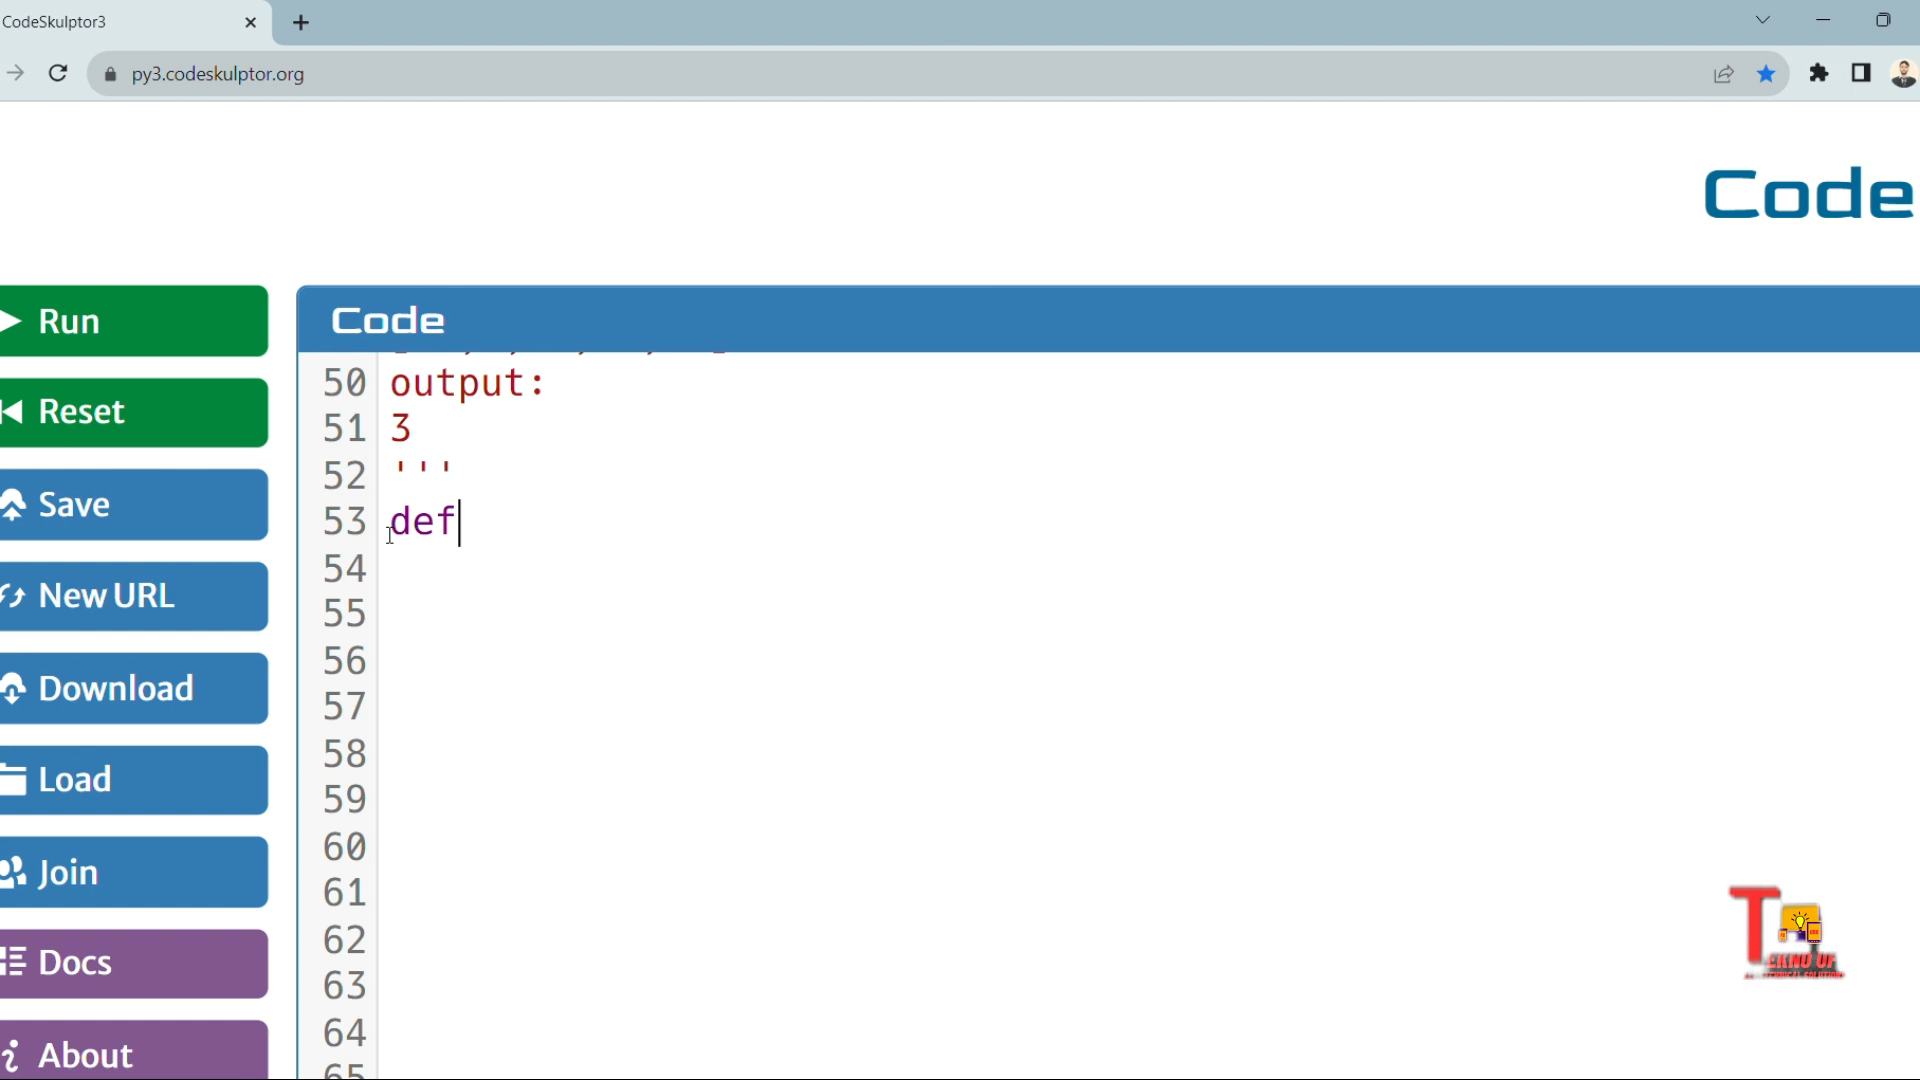 CodeSkulptor3
py3.codeskulptor.org
Code
Run
Reset
Save
New URL
Download
Load
Join
Docs
About
Code
50 output:
51 3
52 '''
53 def
54
55
56
57
58
59
60
61
62
63
64
65